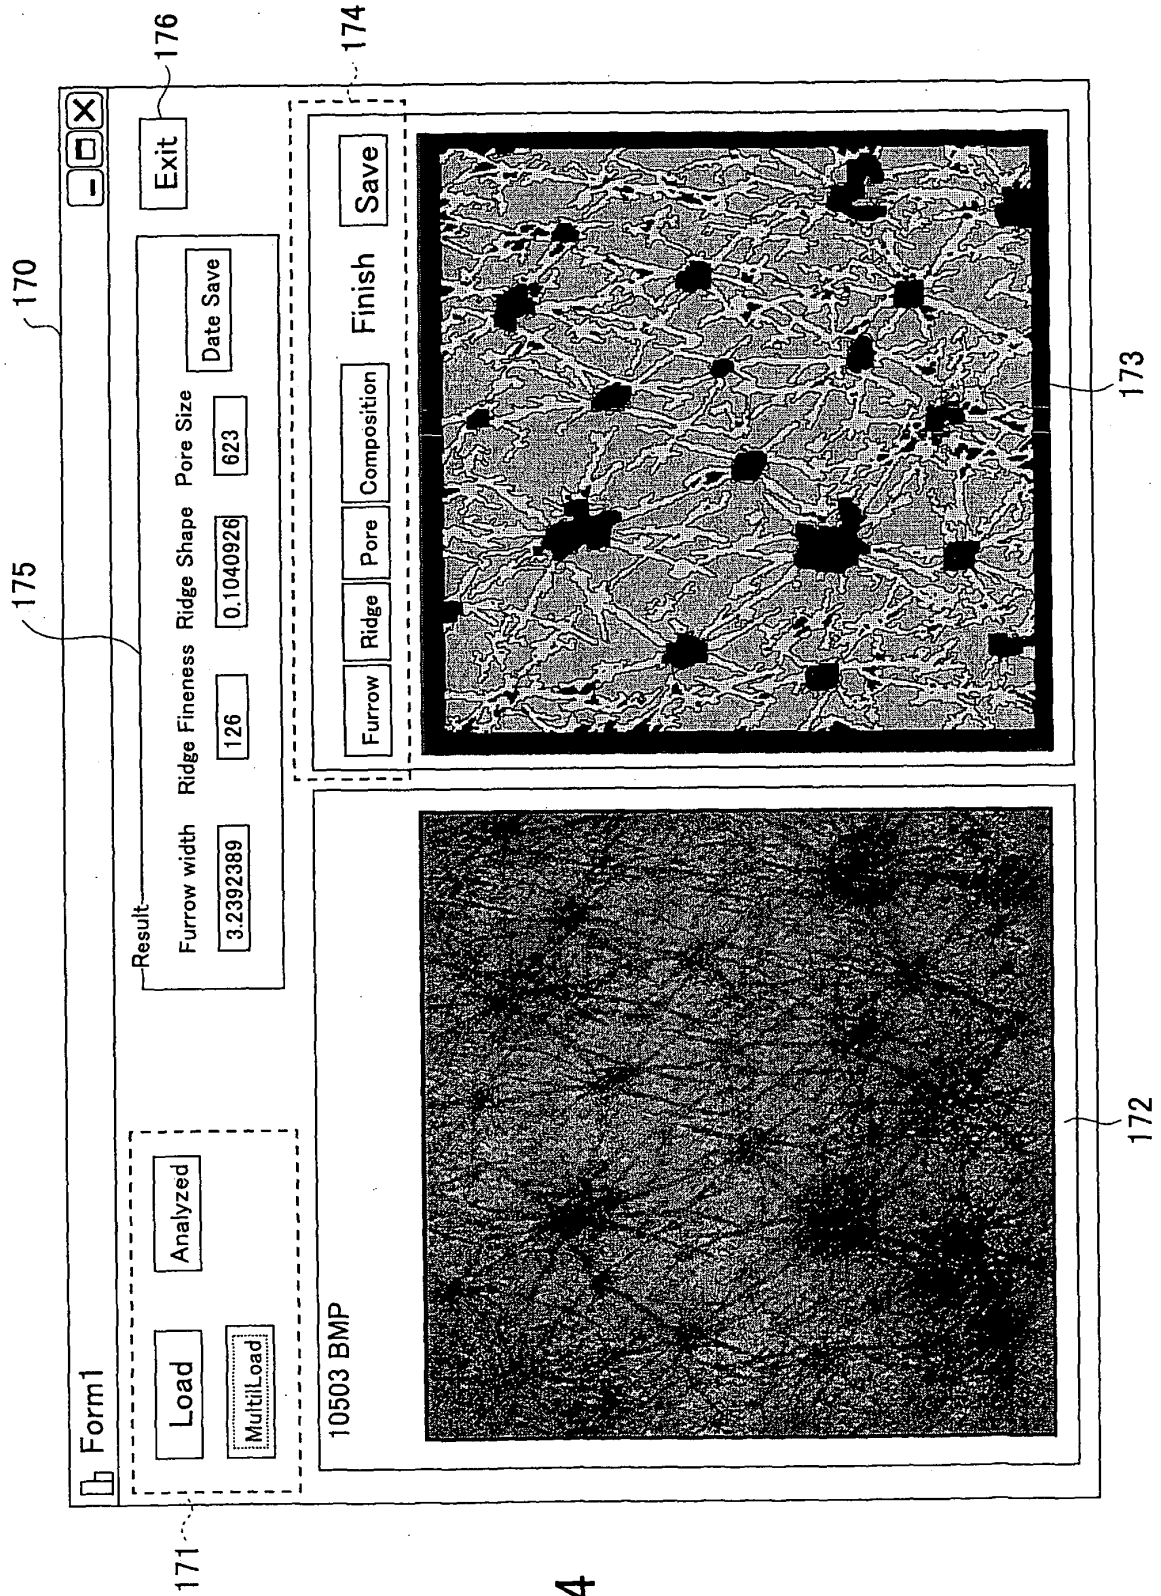 170
Form1
171
Load
Analyzed
MultilLoad
175
Result
Furrow width
Ridge Fineness
Ridge Shape
Pore Size
3.2392389
126
0.1040926
623
Date Save
Exit
176
10503 BMP
Furrow
Ridge
Pore
Composition
Finish
Save
174
172
173
4